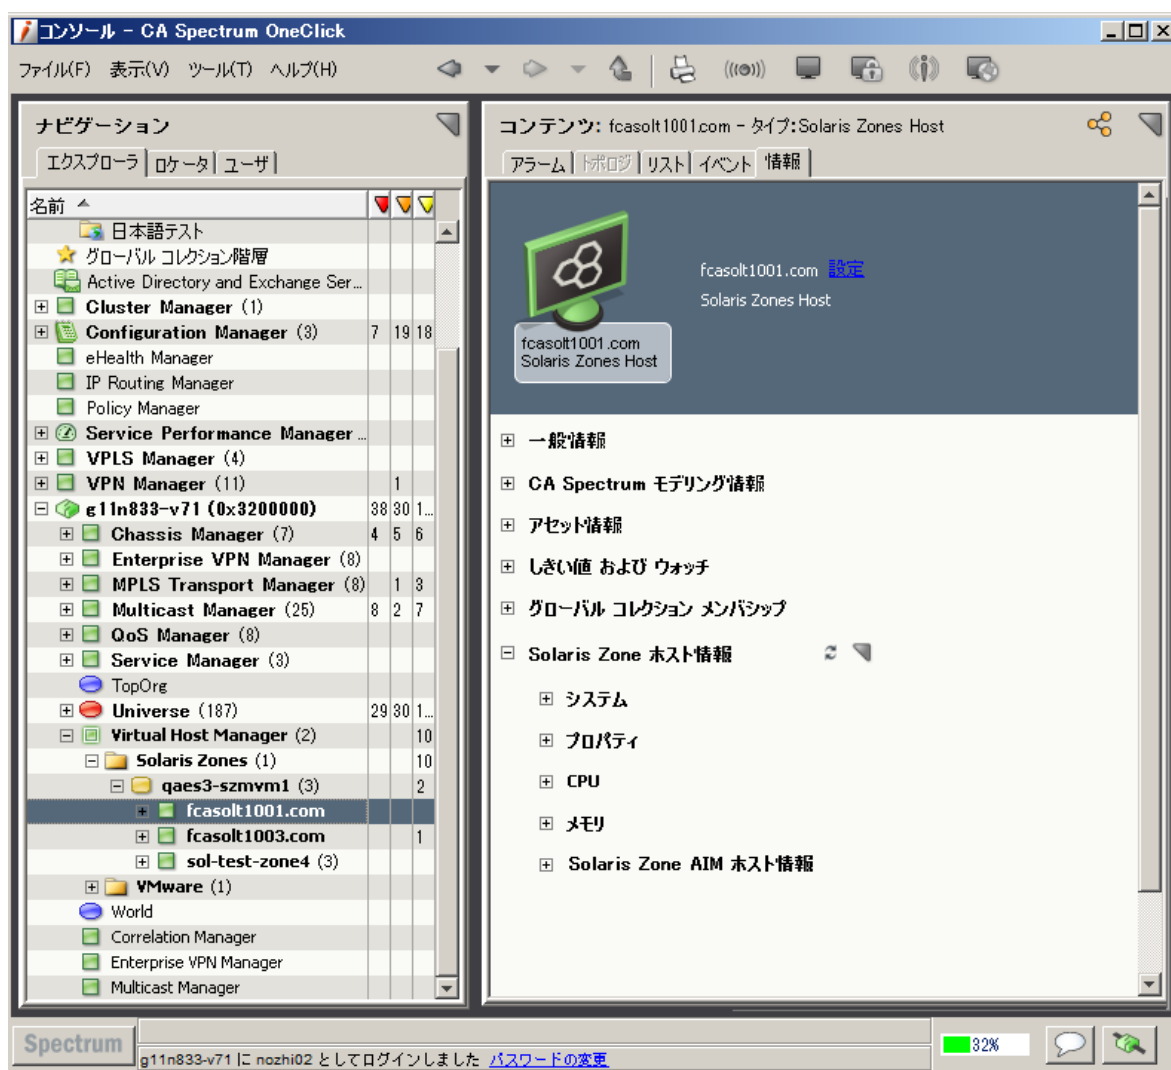 コンソール - CA Spectrum OneClick
ファイル(F) 表示(V) ツール(T) ヘルプ(H)
ナビゲーション
エクスプローラ ロケータ ユーザ
名前
日本語テスト
グローバル コレクション階層
Active Directory and Exchange Ser...
Cluster Manager (1)
Configuration Manager (3) 7 19 18
eHealth Manager
IP Routing Manager
Policy Manager
Service Performance Manager ...
VPLS Manager (4)
VPN Manager (11) 1
g11n833-v71 (0x3200000) 38 30 1...
Chassis Manager (7) 4 5 6
Enterprise VPN Manager (8)
MPLS Transport Manager (8) 1 3
Multicast Manager (25) 8 2 7
QoS Manager (8)
Service Manager (3)
TopOrg
Universe (187) 29 30 1...
Virtual Host Manager (2) 10
Solaris Zones (1) 10
qaes3-szmvm1 (3) 2
fcasolt1001.com
fcasolt1003.com 1
sol-test-zone4 (3)
VMware (1)
World
Correlation Manager
Enterprise VPN Manager
Multicast Manager
コンテンツ: fcasolt1001.com - タイプ:Solaris Zones Host
アラーム トポロジ リスト イベント 情報
fcasolt1001.com 設定
Solaris Zones Host
fcasolt1001.com
Solaris Zones Host
一般情報
CA Spectrum モデリング情報
アセット情報
しきい値 および ウォッチ
グローバル コレクション メンバシップ
Solaris Zone ホスト情報
システム
プロパティ
CPU
メモリ
Solaris Zone AIM ホスト情報
Spectrum
g11n833-v71 に nozhi02 としてログインしました パスワードの変更
32%